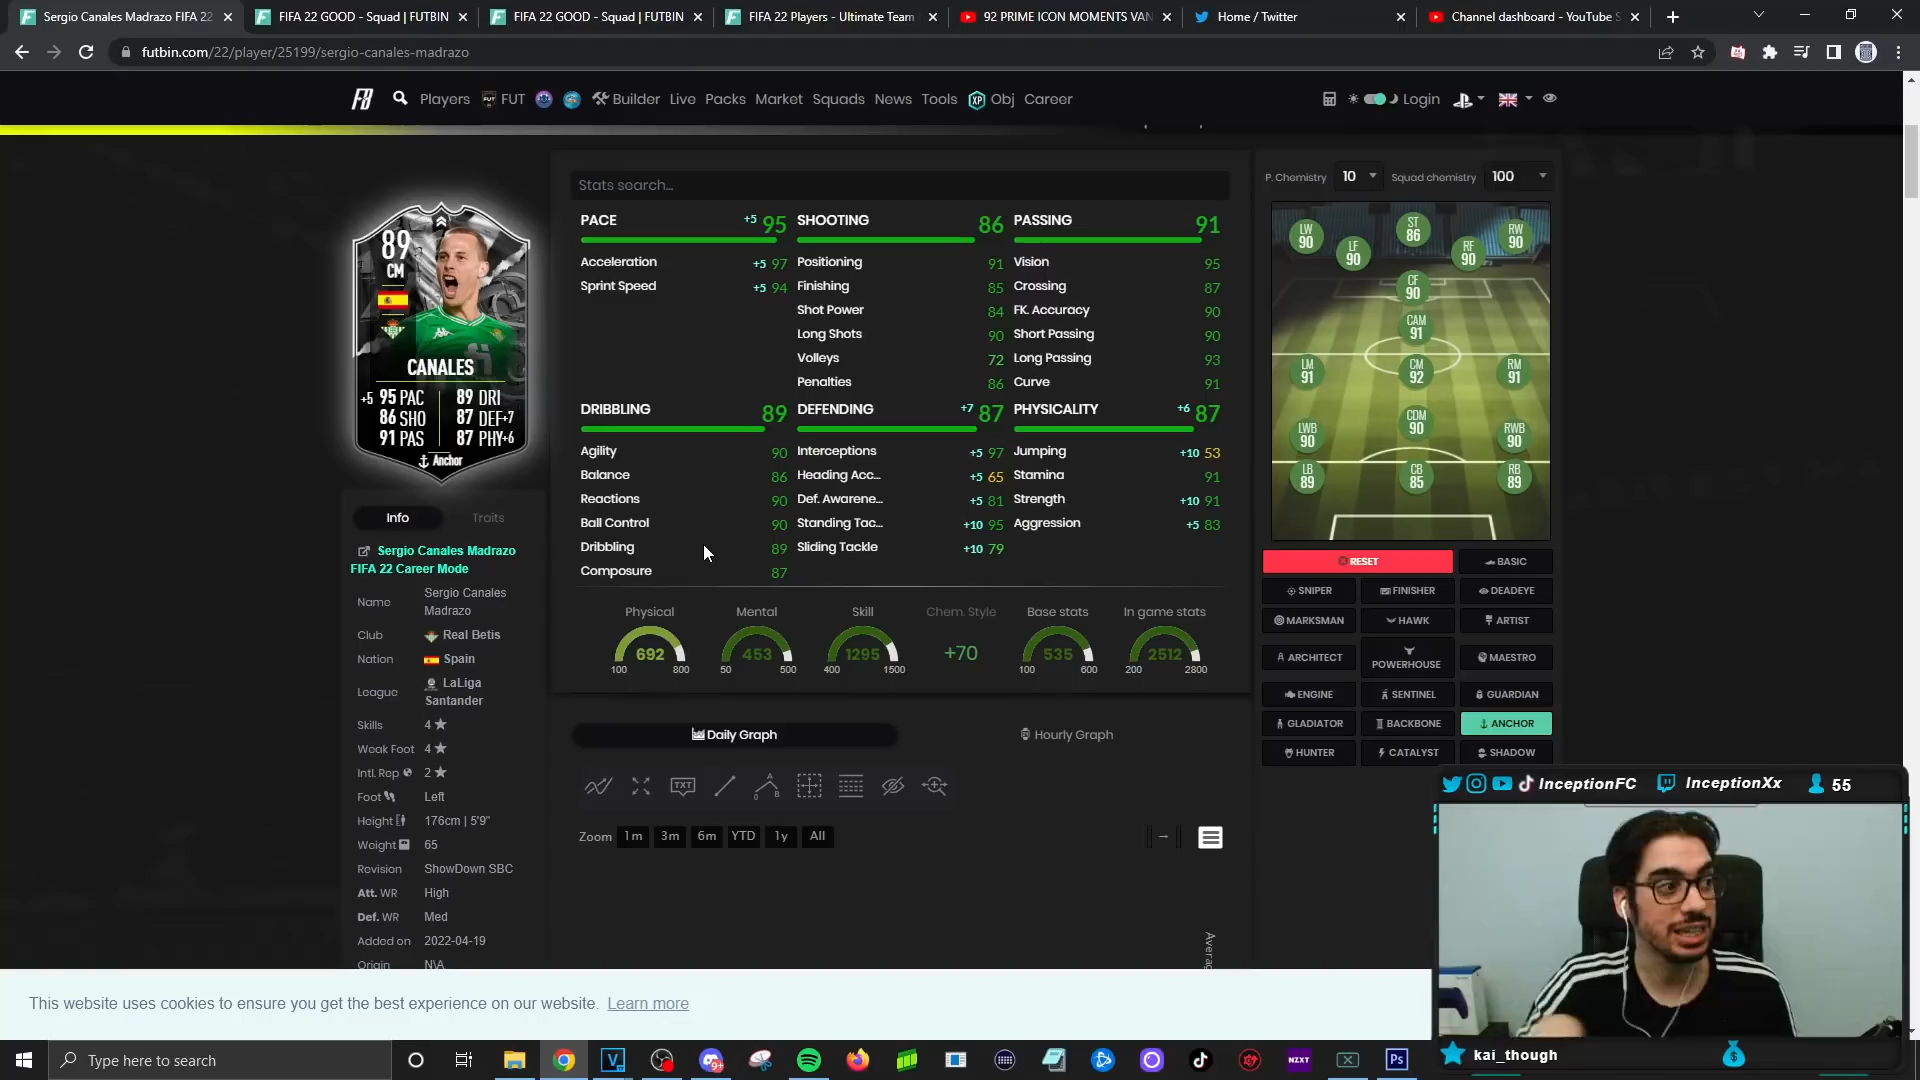 Sergio Canales Madrazo FIFA 22
FIFA 22 GOOD - Squad | FUTBIN
FIFA 22 GOOD - Squad | FUTBIN
FIFA 22 Players - Ultimate Team
92 PRIME ICON MOMENTS VAN
Home / Twitter
Channel dashboard - YouTube S
futbin.com/22/player/25199/sergio-canales-madrazo
Players FUT Builder Live Packs Market Squads News Tools XP Obj Career Login
89
CM
CANALES
+5 95 PAC 89 DRI
86 SHO 87 DEF+7
91 PAS 87 PHY+6
Anchor
Stats search...
PACE +5 95
Acceleration +5 97
Sprint Speed +5 94
SHOOTING 86
Positioning 91
Finishing 85
Shot Power 84
Long Shots 90
Volleys 72
Penalties 86
PASSING 91
Vision 95
Crossing 87
FK. Accuracy 90
Short Passing 90
Long Passing 93
Curve 91
DRIBBLING 89
Agility 90
Balance 86
Reactions 90
Ball Control 90
Dribbling 89
Composure 87
DEFENDING +7 87
Interceptions +5 97
Heading Acc... +5 65
Def. Awarene... +5 81
Standing Tac... +10 95
Sliding Tackle +10 79
PHYSICALITY +6 87
Jumping +10 53
Stamina 91
Strength +10 91
Aggression +5 83
Physical Mental Skill Chem. Style Base stats In game stats
692 453 1295 +70 535 2512
100 800 50 500 400 1500 100 600 200 2800
Daily Graph Hourly Graph
TXT
Zoom 1m 3m 6m YTD 1y All
P. Chemistry 10 Squad chemistry 100
LW 90
ST 86
RW 90
LF 90
RF 90
CF 90
CAM 91
LM 91
CM 92
RM 91
CDM 90
LWB 90
RWB 90
LB 89
CB 85
RB 89
RESET BASIC
SNIPER FINISHER DEADEYE
MARKSMAN HAWK ARTIST
ARCHITECT POWERHOUSE MAESTRO
ENGINE SENTINEL GUARDIAN
GLADIATOR BACKBONE ANCHOR
HUNTER CATALYST SHADOW
Info Traits
Sergio Canales Madrazo
FIFA 22 Career Mode
Name Sergio Canales Madrazo
Club Real Betis
Nation Spain
League LaLiga Santander
Skills 4
Weak Foot 4
Intl. Rep 2
Foot Left
Height 176cm | 5'9"
Weight 65
Revision ShowDown SBC
Att. WR High
Def. WR Med
Added on 2022-04-19
Origin N\A
This website uses cookies to ensure you get the best experience on our website. Learn more
InceptionFC InceptionXx 55
kai_though
Type here to search
9+
NZXT
Ps